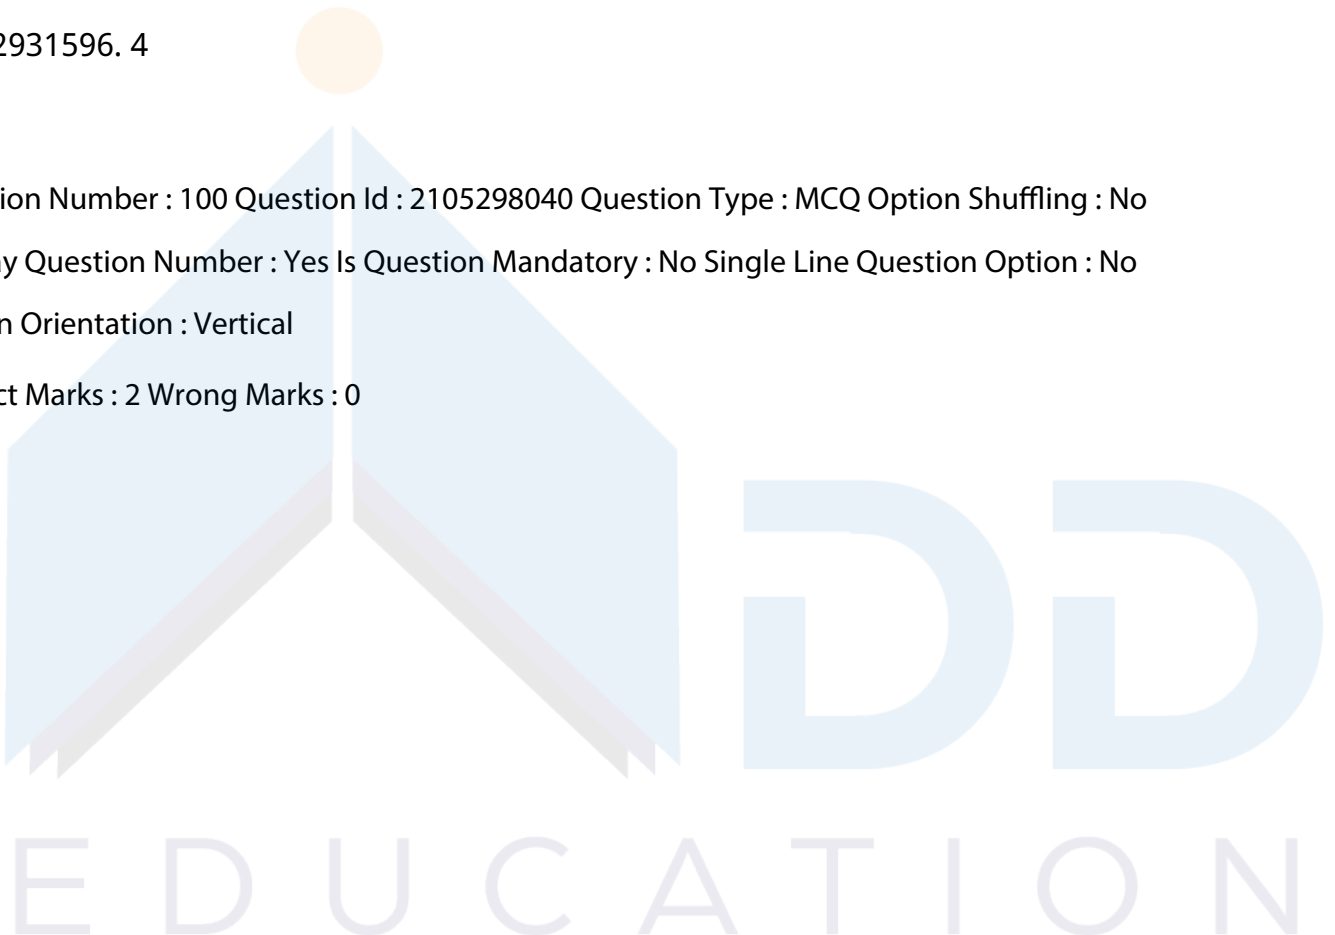 2931596. 4
ion Number : 100 Question Id : 2105298040 Question Type : MCQ Option Shuffling : No
y Question Number : Yes Is Question Mandatory : No Single Line Question Option : No
n Orientation : Vertical
ct Marks : 2 Wrong Marks : 0
DD
EDUCATION